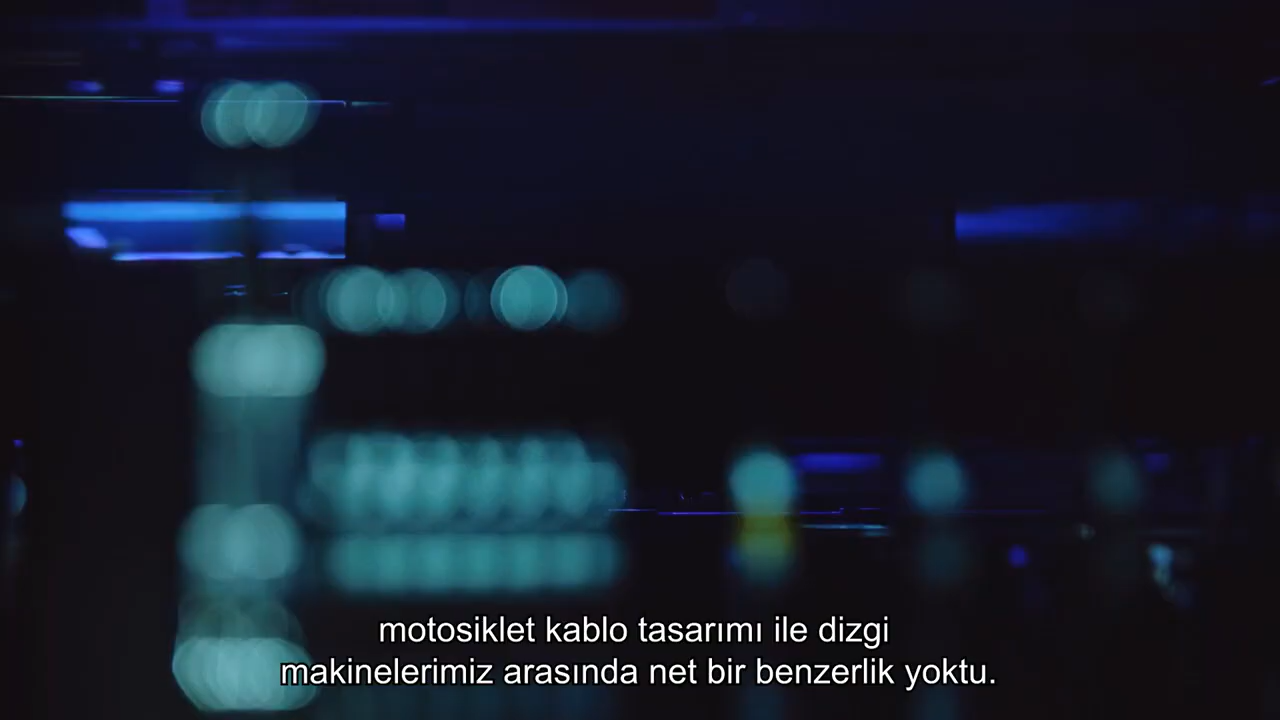 motosiklet kablo tasarımı ile dizgi
makinelerimiz arasında net bir benzerlik yoktu.